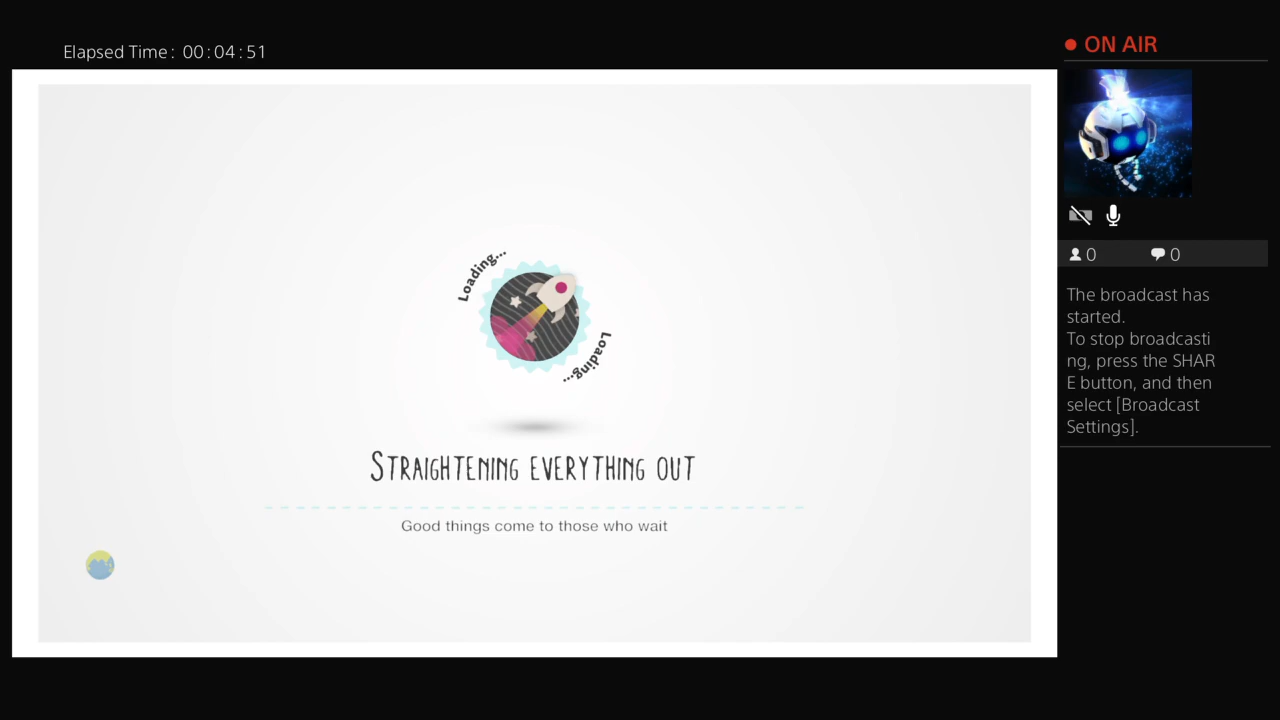 Elapsed Time: 00:04:51
ON AIR
0 0
The broadcast has
started.
To stop broadcasti
ng, press the SHAR
E button, and then
select [Broadcast
Settings].
Loading...
Loading...
STRAIGHTENING EVERYTHING OUT
Good things come to those who wait